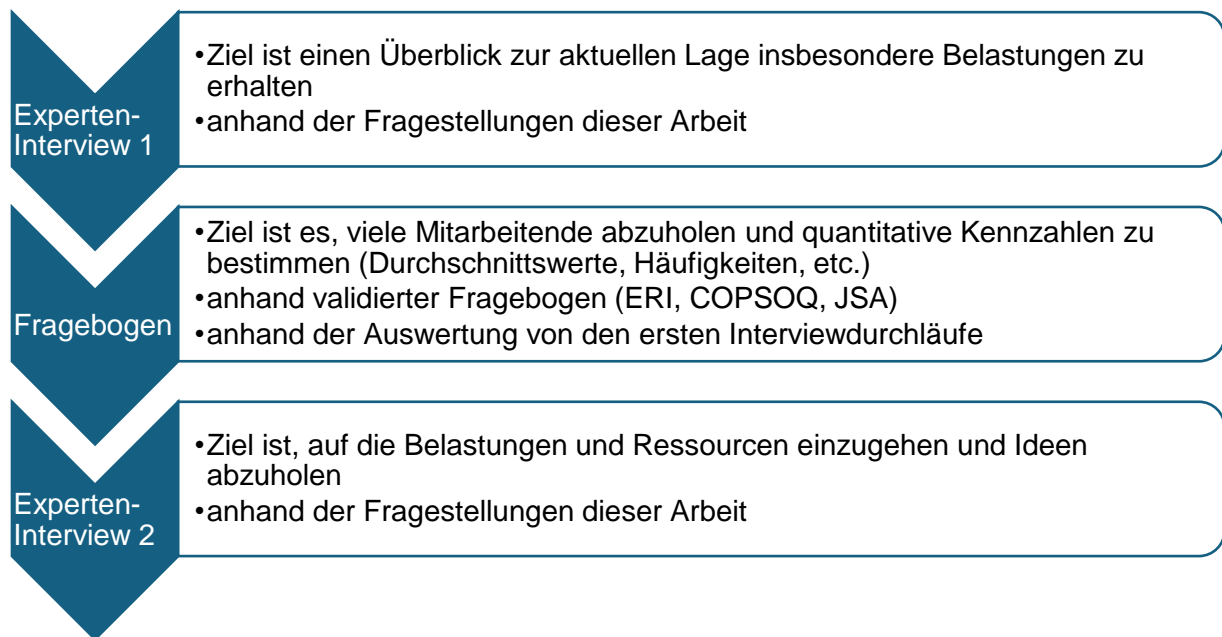 Experten-
Interview 1
•Ziel ist einen Überblick zur aktuellen Lage insbesondere Belastungen zu
erhalten
•anhand der Fragestellungen dieser Arbeit
Fragebogen
•Ziel ist es, viele Mitarbeitende abzuholen und quantitative Kennzahlen zu
bestimmen (Durchschnittswerte, Häufigkeiten, etc.)
•anhand validierter Fragebogen (ERI, COPSOQ, JSA)
•anhand der Auswertung von den ersten Interviewdurchläufe
Experten-
Interview 2
•Ziel ist, auf die Belastungen und Ressourcen einzugehen und Ideen
abzuholen
•anhand der Fragestellungen dieser Arbeit